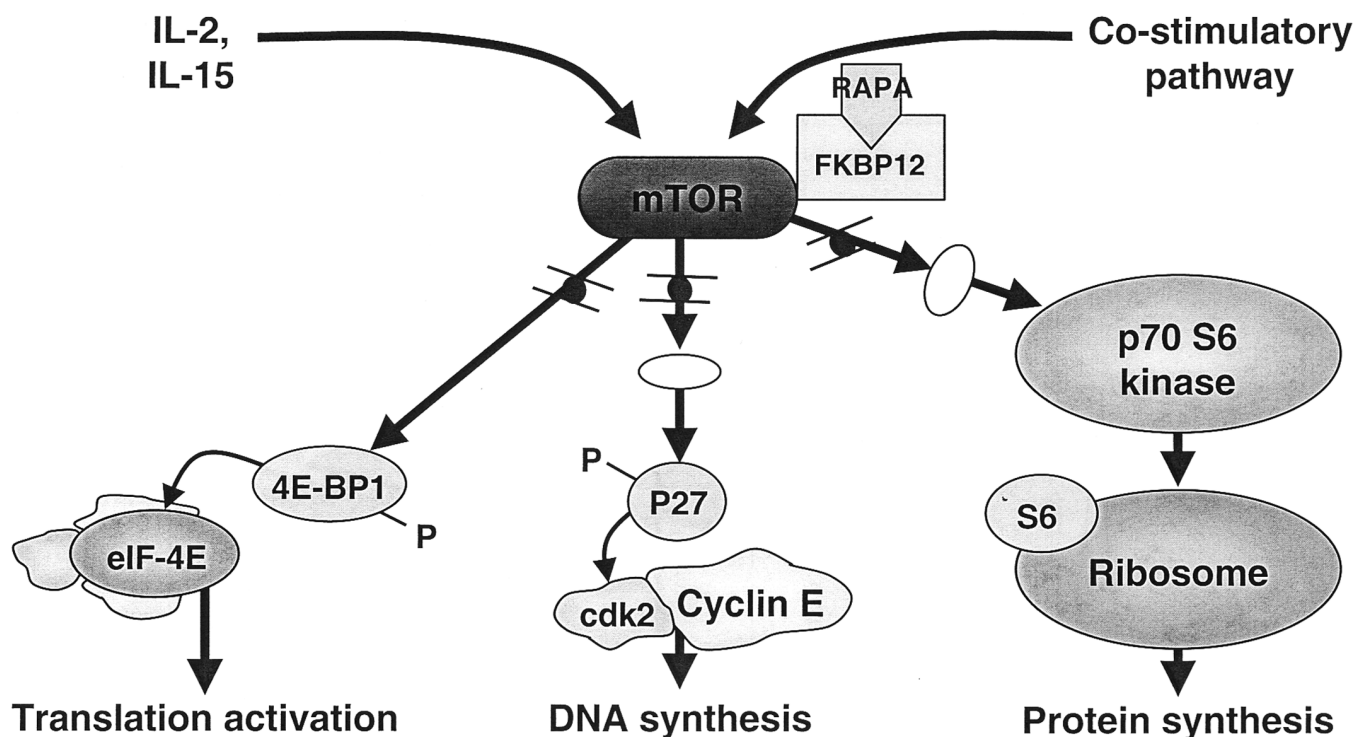 IL-2,
IL-15
Co-stimulatory
pathway
RAPA
FKBP12
mTOR
p70 S6
kinase
4E-BP1
P
eIF-4E
P
P27
cdk2
Cyclin E
S6
Ribosome
Translation activation
DNA synthesis
Protein synthesis